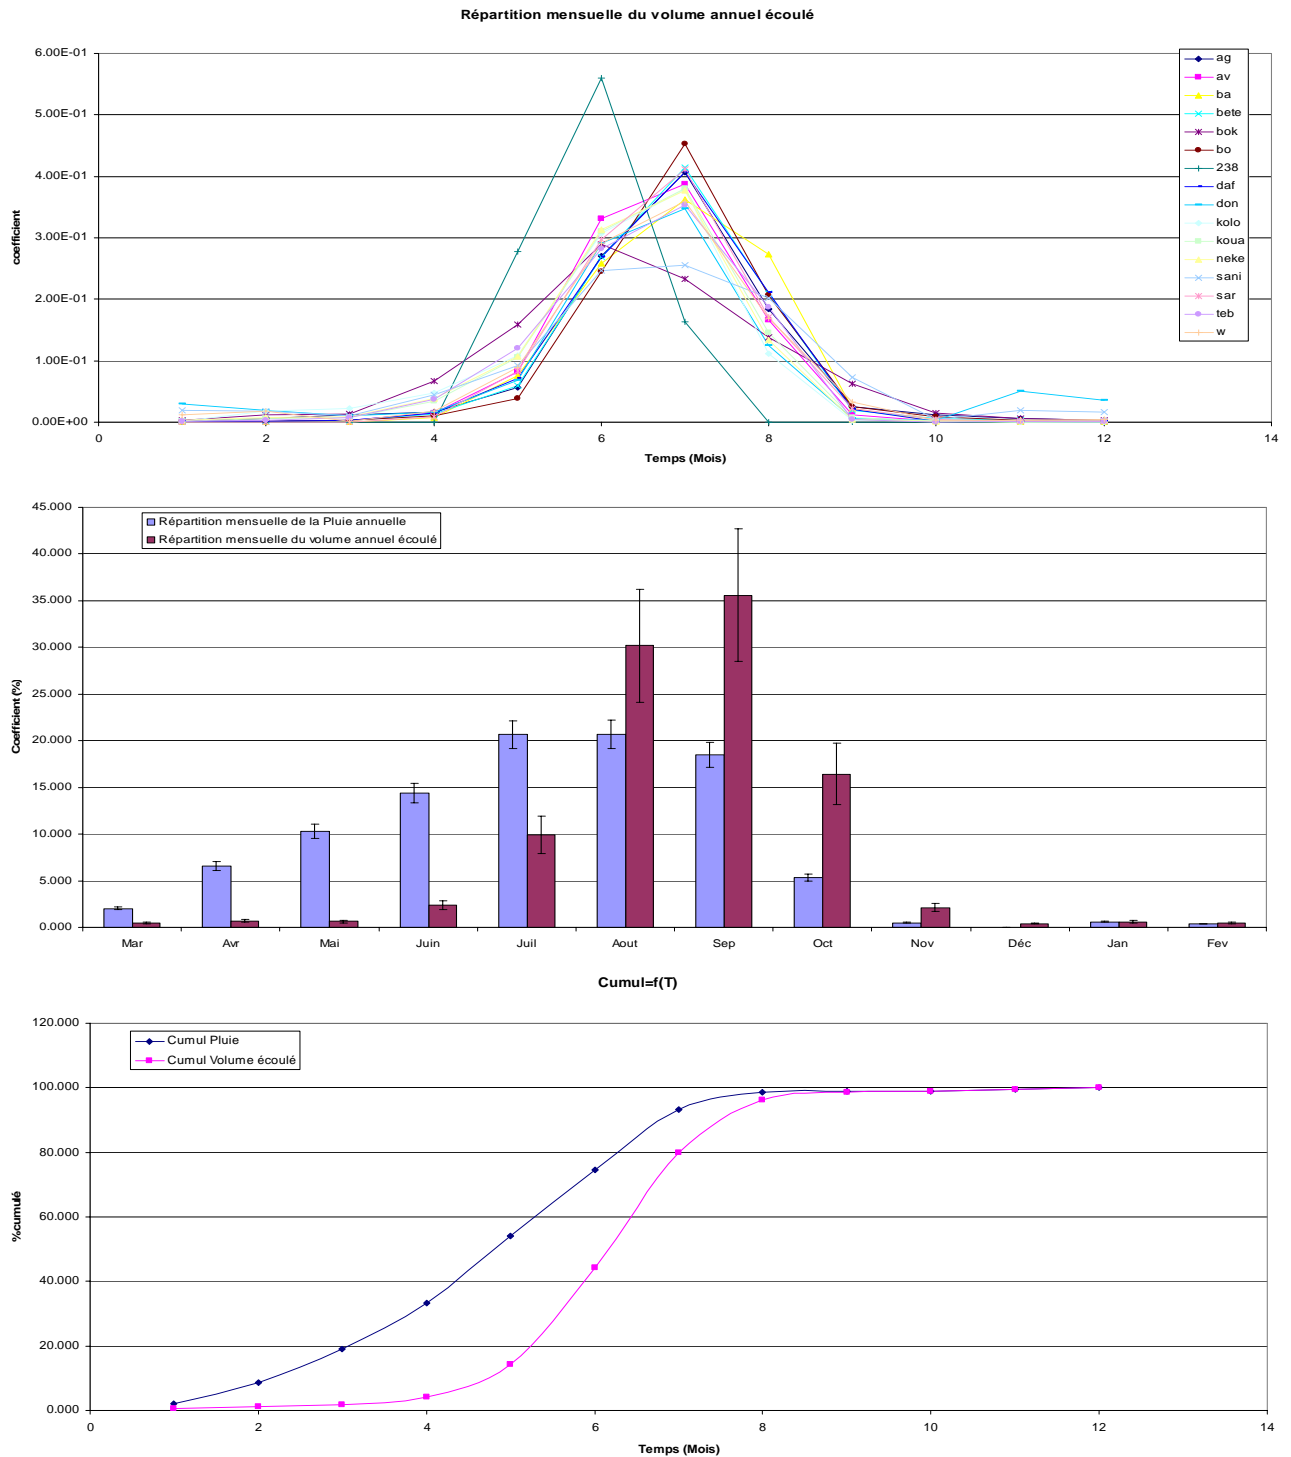 Répartition mensuelle du volume annuel écoulé
6.00E-01
5.00E-01
4.00E-01
3.00E-01
2.00E-01
1.00E-01
0.00E+00
coefficient
0 2 4 6 8 10 12 14
Temps (Mois)
ag
av
ba
bete
bok
bo
238
daf
don
kolo
koua
neke
sani
sar
teb
w
45.000
40.000
35.000
30.000
25.000
20.000
15.000
10.000
5.000
0.000
Coefficient (%)
Répartition mensuelle de la Pluie annuelle
Répartition mensuelle du volume annuel écoulé
Mar Avr Mai Juin Juil Aout Sep Oct Nov Déc Jan Fev
Cumul=f(T)
120.000
100.000
80.000
60.000
40.000
20.000
0.000
%cumulé
Cumul Pluie
Cumul Volume écoulé
0 2 4 6 8 10 12 14
Temps (Mois)